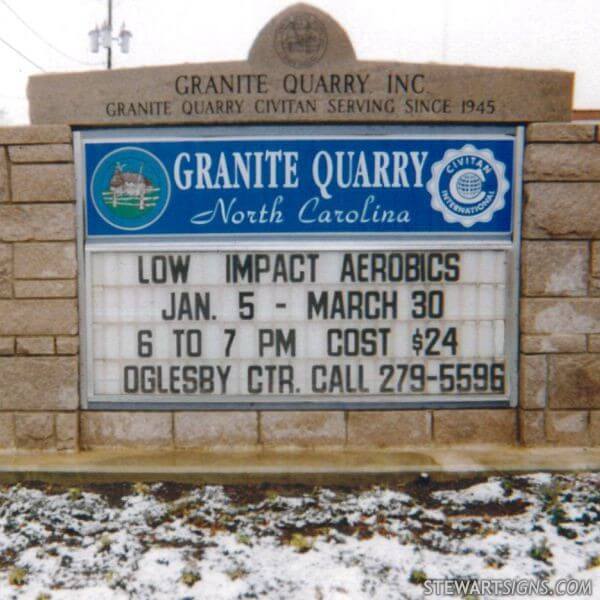 GRANITE QUARRY, INC.
GRANITE QUARRY CIVITAN SERVING SINCE 1945
GRANITE QUARRY
North Carolina
CIVITAN
INTERNATIONAL
LOW IMPACT AEROBICS
JAN. 5 - MARCH 30
6 TO 7 PM COST $24
OGLESBY CTR. CALL 279-5596
STEWARTSIGNS.COM